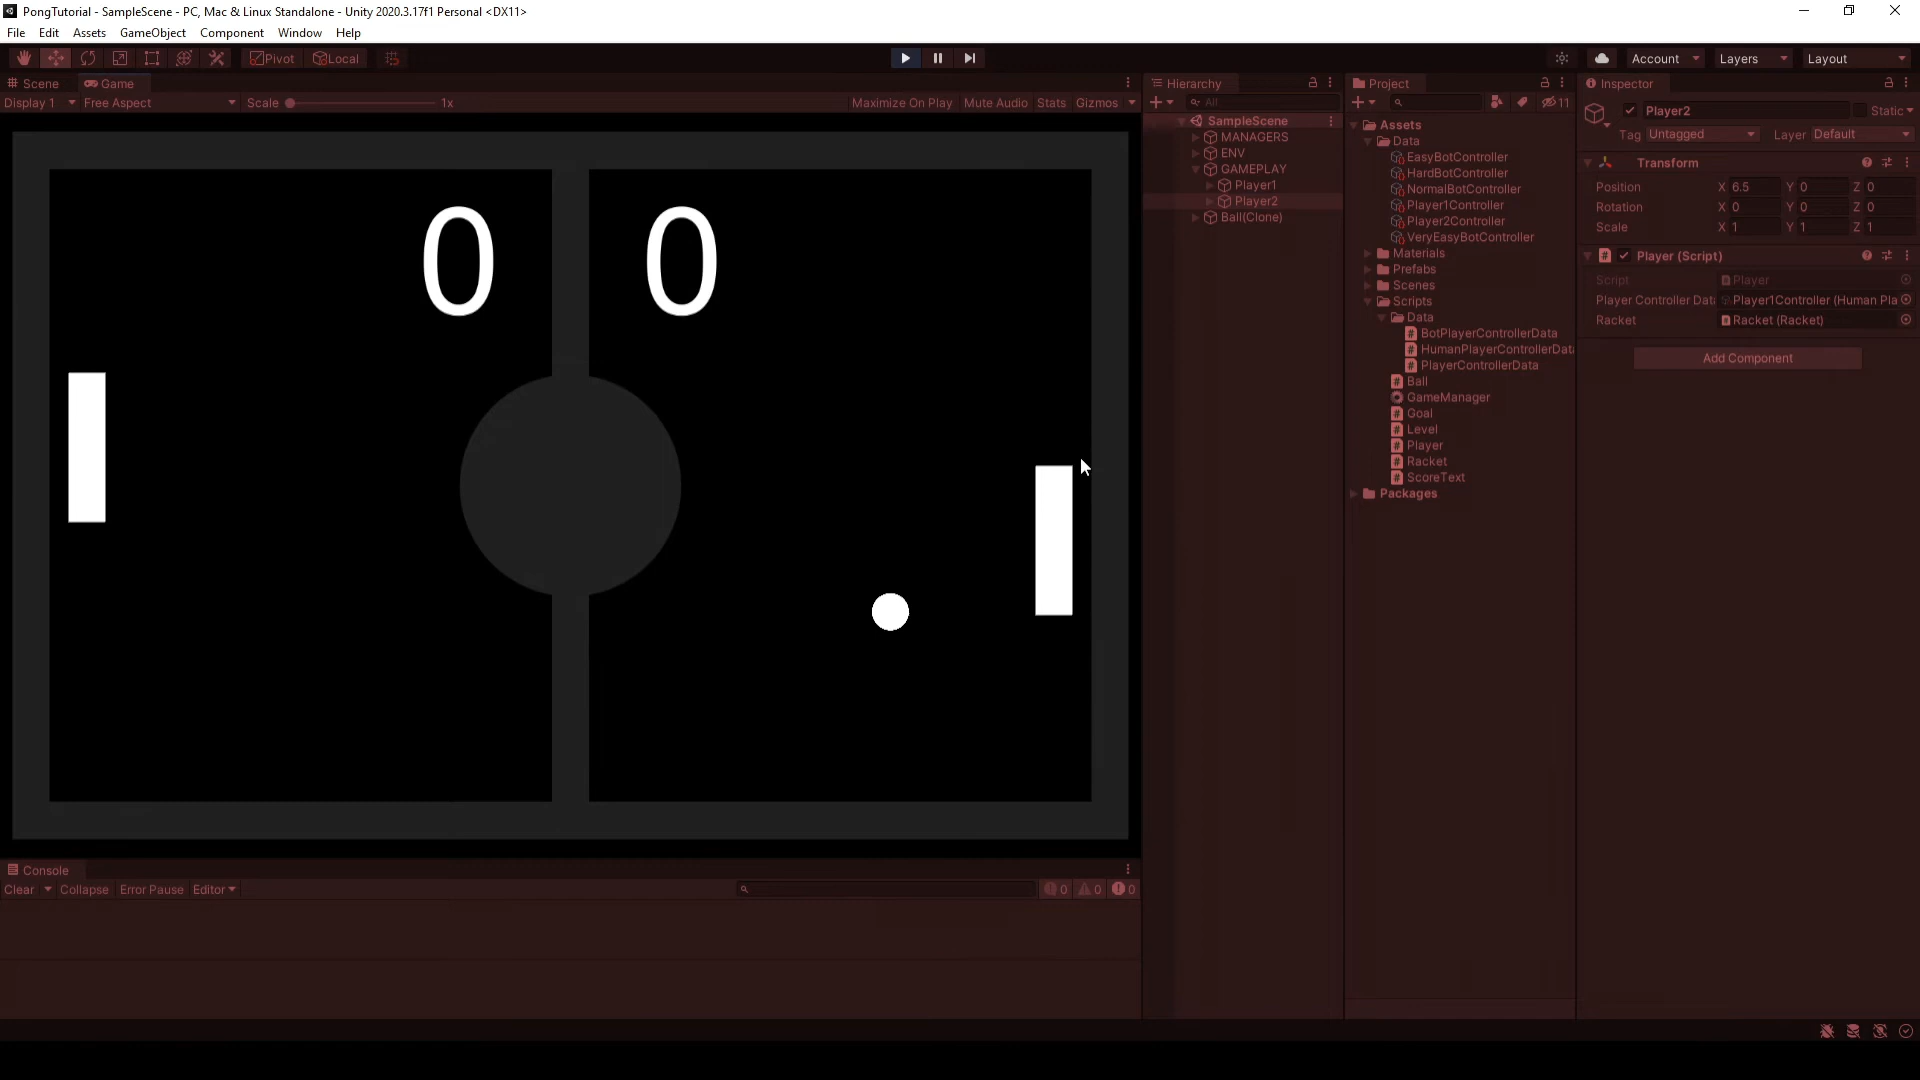 PongTutorial - SampleScene - PC, Mac & Linux Standalone - Unity 2020.3.17f1 Personal <DX11>
File Edit Assets GameObject Component Window Help
Pivot Local Account Layers Layout
Scene Game
Display 1 Free Aspect Scale 1x Maximize On Play Mute Audio Stats Gizmos
0 0
Console
Clear Collapse Error Pause Editor 0 0 0
Hierarchy
All
SampleScene
MANAGERS
ENV
GAMEPLAY
Player1
Player2
Ball(Clone)
Project
11
Assets
Data
EasyBotController
HardBotController
NormalBotController
Player1Controller
Player2Controller
VeryEasyBotController
Materials
Prefabs
Scenes
Scripts
Data
BotPlayerControllerData
HumanPlayerControllerDat
PlayerControllerData
Ball
GameManager
Goal
Level
Player
Racket
ScoreText
Packages
Inspector
Player2 Static
Tag Untagged Layer Default
Transform
Position X 6.5 Y 0 Z 0
Rotation X 0 Y 0 Z 0
Scale X 1 Y 1 Z 1
Player (Script)
Script Player
Player Controller Dat Player1Controller (Human Pla
Racket Racket (Racket)
Add Component